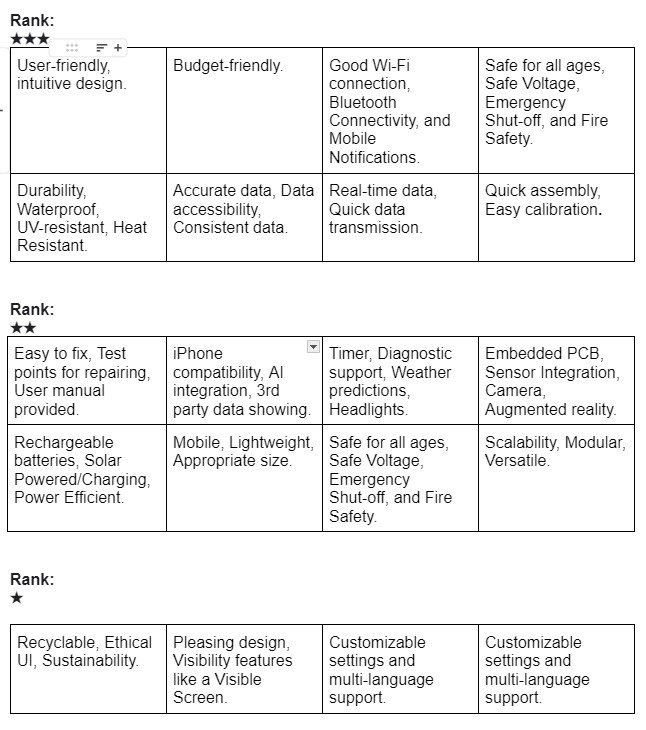 Rank:
★★★
User-friendly,
intuitive design.
Budget-friendly.
Good Wi-Fi
connection,
Bluetooth
Connectivity, and
Mobile
Notifications.
Safe for all ages,
Safe Voltage,
Emergency
Shut-off, and Fire
Safety.
Durability,
Waterproof,
UV-resistant, Heat
Resistant.
Accurate data, Data
accessibility,
Consistent data.
Real-time data,
Quick data
transmission.
Quick assembly,
Easy calibration.
Rank:
★★
Easy to fix, Test
points for repairing,
User manual
provided.
iPhone
compatibility, AI
integration, 3rd
party data showing.
Timer, Diagnostic
support, Weather
predictions,
Headlights.
Embedded PCB,
Sensor Integration,
Camera,
Augmented reality.
Rechargeable
batteries, Solar
Powered/Charging,
Power Efficient.
Mobile, Lightweight,
Appropriate size.
Safe for all ages,
Safe Voltage,
Emergency
Shut-off, and Fire
Safety.
Scalability, Modular,
Versatile.
Rank:
★
Recyclable, Ethical
UI, Sustainability.
Pleasing design,
Visibility features
like a Visible
Screen.
Customizable
settings and
multi-language
support.
Customizable
settings and
multi-language
support.